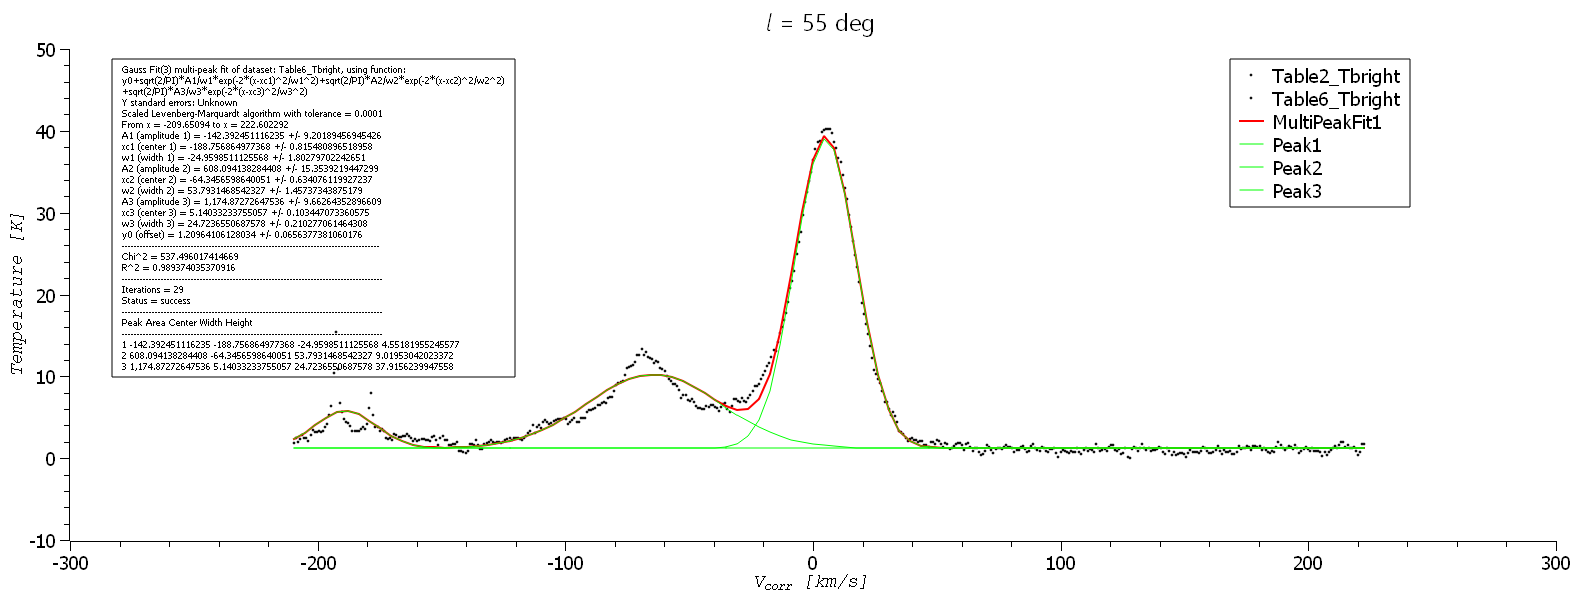 l = 55 deg
Gauss Fit(3) multi-peak fit of dataset: Table6_Tbright, using function:
y0+sqrt(2/PI)*A1/w1*exp(-2*(x-xc1)^2/w1^2)+sqrt(2/PI)*A2/w2*exp(-2*(x-xc2)^2/w2^2)
+sqrt(2/PI)*A3/w3*exp(-2*(x-xc3)^2/w3^2)
Y standard errors: Unknown
Scaled Levenberg-Marquardt algorithm with tolerance = 0.0001
From x = -209.65094 to x = 222.602292
A1 (amplitude 1) = -142.392451116235 +/- 9.20189456945426
xc1 (center 1) = -188.756864977368 +/- 0.815480896518958
w1 (width 1) = -24.9598511125568 +/- 1.80279702242651
A2 (amplitude 2) = 608.094138284408 +/- 15.3539219447299
xc2 (center 2) = -64.3456598640051 +/- 0.634076119927237
w2 (width 2) = 53.7931468542327 +/- 1.45737343875179
A3 (amplitude 3) = 1,174.87272647536 +/- 9.66264352896609
xc3 (center 3) = 5.14033233755057 +/- 0.103447073360575
w3 (width 3) = 24.7236550687578 +/- 0.210277061464308
y0 (offset) = 1.20964106128034 +/- 0.0656377381060176
Chi^2 = 537.496017414669
R^2 = 0.989374035370916
Iterations = 29
Status = success
Peak Area Center Width Height
1 -142.392451116235 -188.756864977368 -24.9598511125568 4.55181955245577
2 608.094138284408 -64.3456598640051 53.7931468542327 9.01953042023372
3 1,174.87272647536 5.14033233755057 24.7236550687578 37.9156239947558
Table2_Tbright
Table6_Tbright
MultiPeakFit1
Peak1
Peak2
Peak3
Temperature [K]
50
40
30
20
10
0
-10
-300
-200
-100
0
100
200
300
Vcorr [km/s]